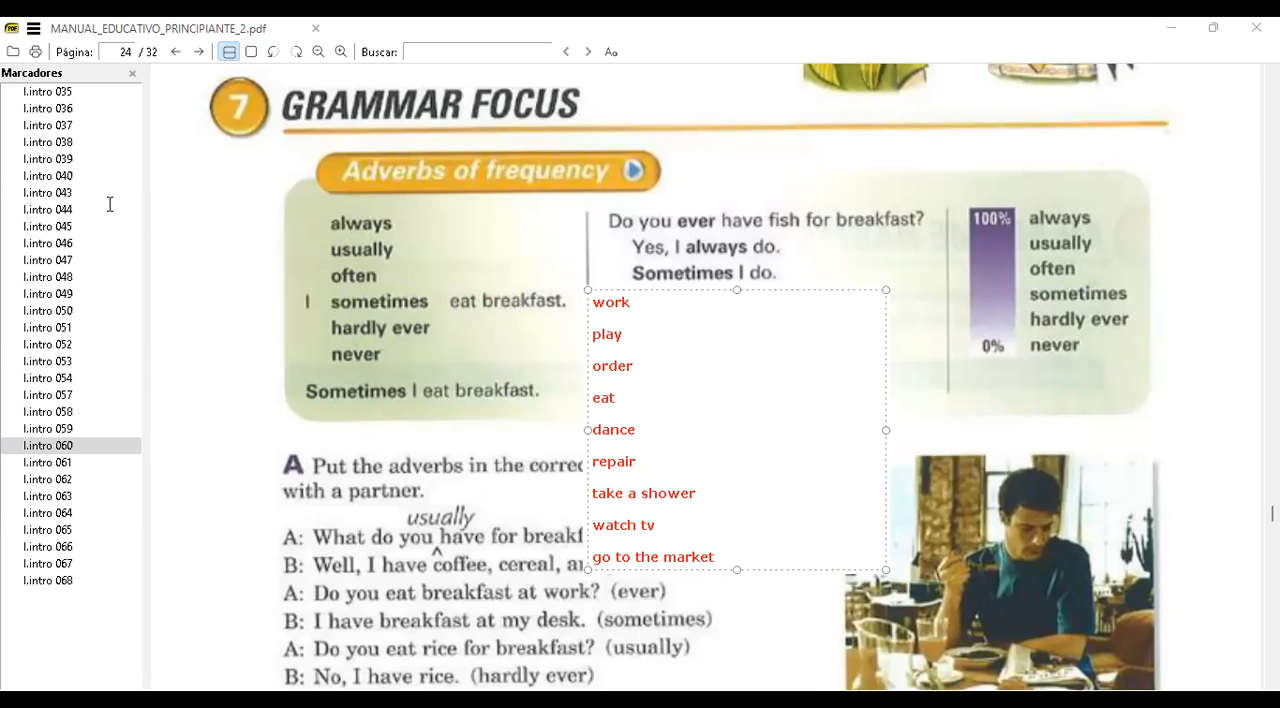 MANUAL_EDUCATIVO_PRINCIPIANTE_2.pdf
Página: 24 / 32 Buscar:
Marcadores
I.intro 035
I.intro 036
I.intro 037
I.intro 038
I.intro 039
I.intro 040
I.intro 043
I.intro 044
I.intro 045
I.intro 046
I.intro 047
I.intro 048
I.intro 049
I.intro 050
I.intro 051
I.intro 052
I.intro 053
I.intro 054
I.intro 057
I.intro 058
I.intro 059
I.intro 060
I.intro 061
I.intro 062
I.intro 063
I.intro 064
I.intro 065
I.intro 066
I.intro 067
I.intro 068
7 GRAMMAR FOCUS
Adverbs of frequency
always
usually
often
I sometimes eat breakfast.
hardly ever
never
Sometimes I eat breakfast.
Do you ever have fish for breakfast?
Yes, I always do.
Sometimes I do.
100% always
usually
often
sometimes
hardly ever
0% never
work
play
order
eat
dance
repair
take a shower
watch tv
go to the market
A Put the adverbs in the
with a partner.
usually
A: What do you have for
B: Well, I have coffee, cereal,
A: Do you eat breakfast at work? (ever)
B: I have breakfast at my desk. (sometimes)
A: Do you eat rice for breakfast? (usually)
B: No, I have rice. (hardly ever)